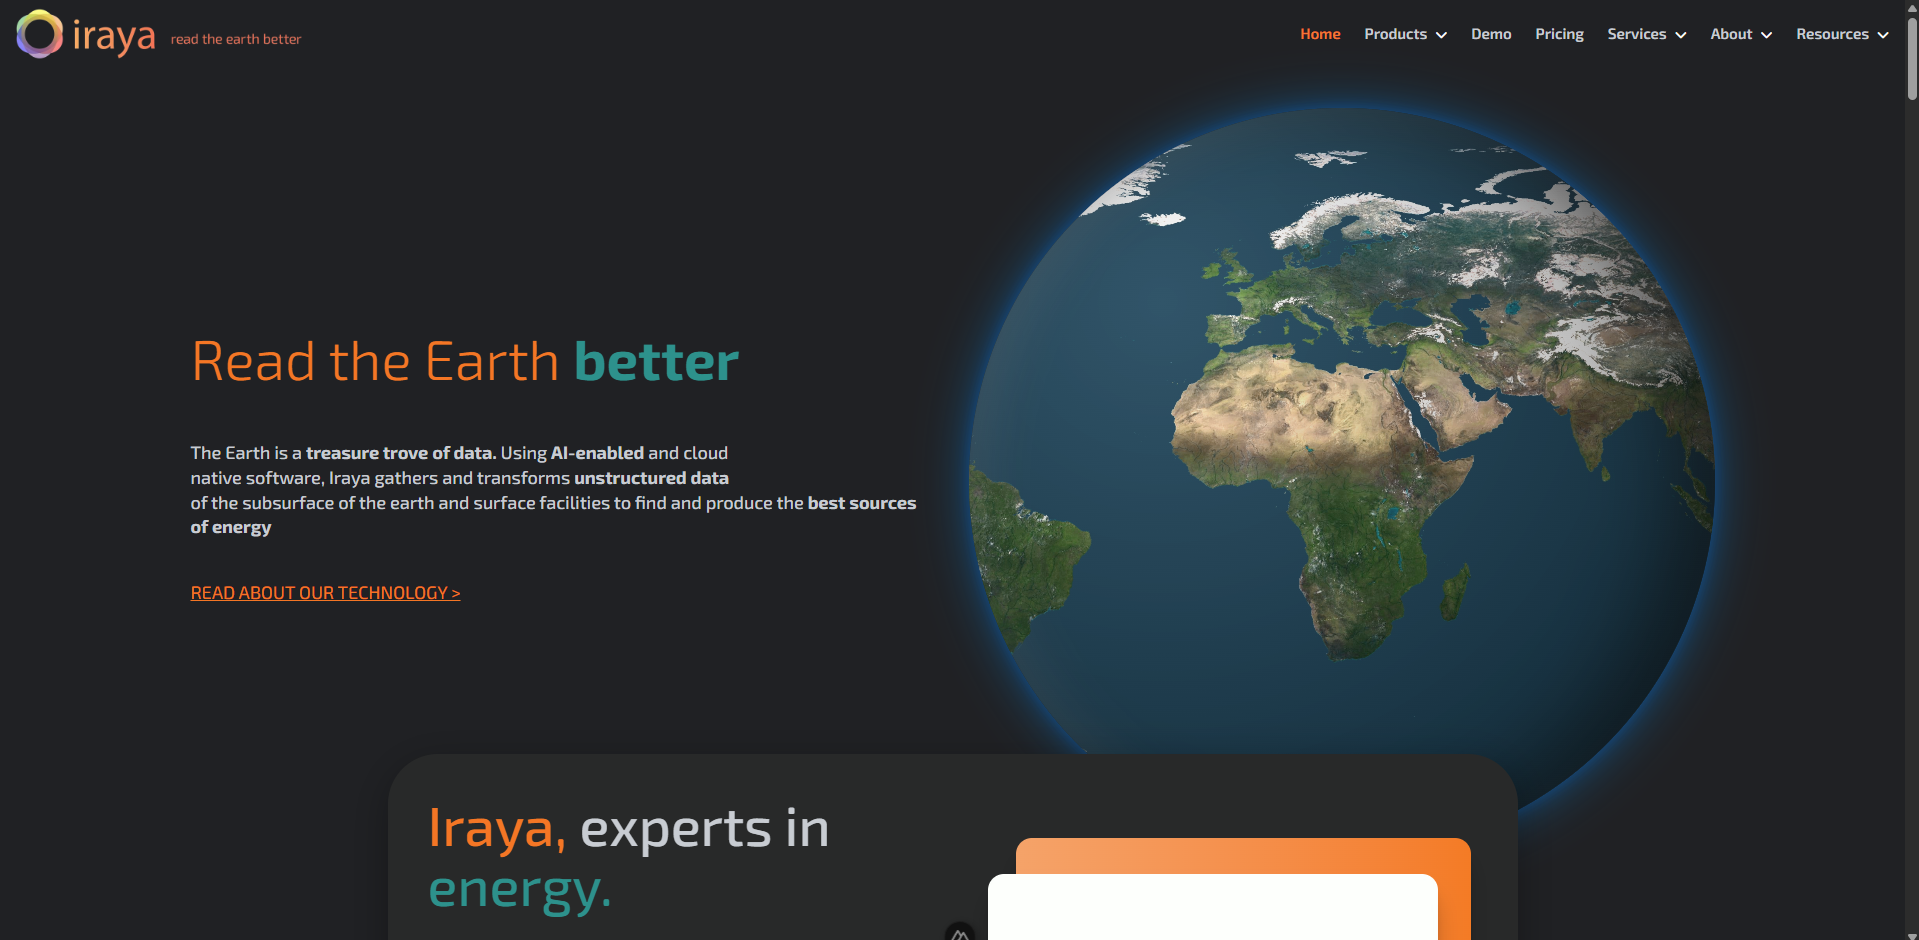 iraya read the earth better
Home Products Demo Pricing Services About Resources
Read the Earth better
The Earth is a treasure trove of data. Using AI-enabled and cloud
native software, Iraya gathers and transforms unstructured data
of the subsurface of the earth and surface facilities to find and produce the best sources
of energy
READ ABOUT OUR TECHNOLOGY >
Iraya, experts in
energy.